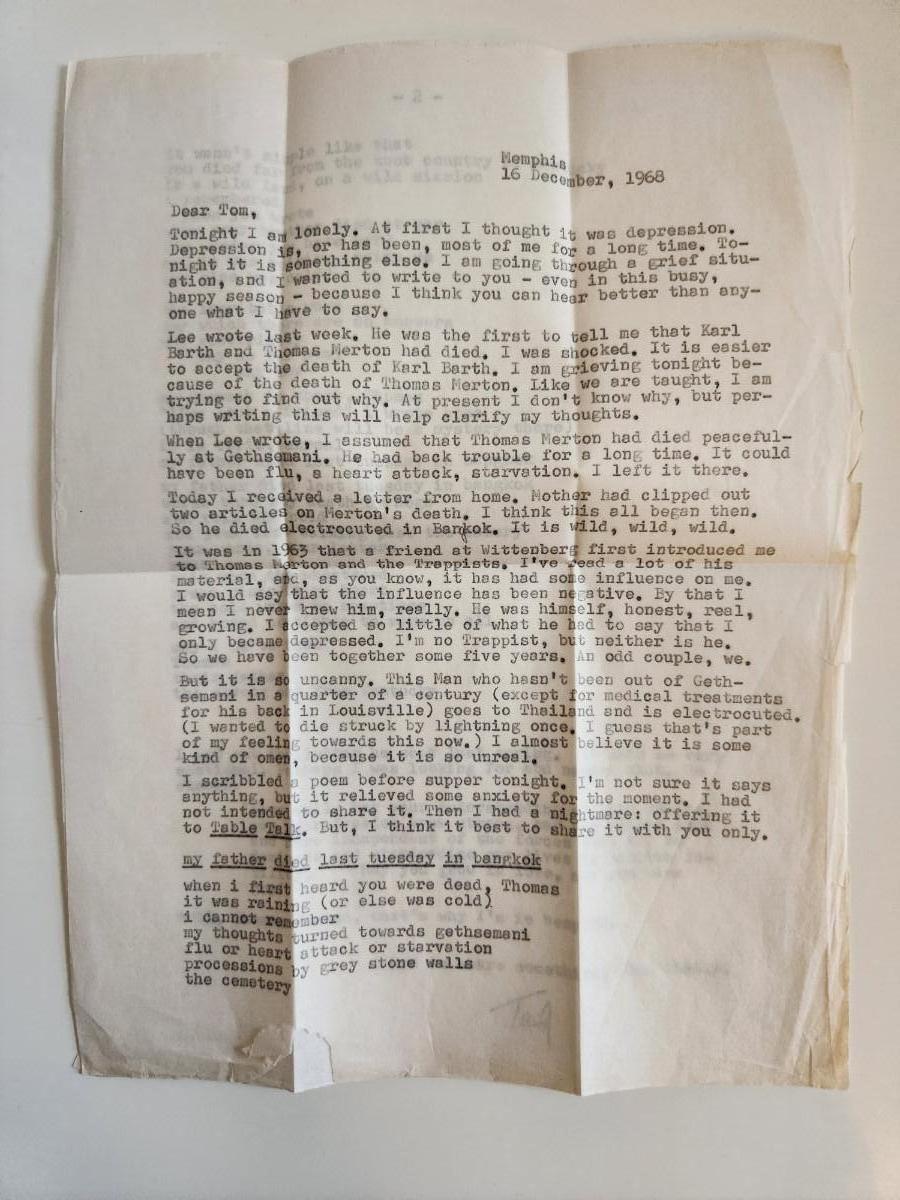 - 2 -
Memphis
16 December, 1968
Dear Tom,
Tonight I am lonely. At first I thought it was depression.
Depression is, or has been, most of me for a long time. To-
night it is something else. I am going through a grief situ-
ation, and I wanted to write to you - even in this busy,
happy season - because I think you can hear better than any-
one what I have to say.
Lee wrote last week. He was the first to tell me that Karl
Barth and Thomas Merton had died. I was shocked. It is easier
to accept the death of Karl Barth. I am grieving tonight be-
cause of the death of Thomas Merton. Like we are taught, I am
trying to find out why. At present I don't know why, but per-
haps writing this will help clarify my thoughts.
When Lee wrote, I assumed that Thomas Merton had died peaceful-
ly at Gethsemani. He had back trouble for a long time. It could
have been flu, a heart attack, starvation. I left it there.
Today I received a letter from home. Mother had clipped out
two articles on Merton's death. I think this all began then.
So he died electrocuted in Bankok. It is wild, wild, wild.
It was in 1963 that a friend at Wittenberg first introduced me
to Thomas Merton and the Trappists. I've read a lot of his
material, and, as you know, it has had some influence on me.
I would say that the influence has been negative. By that I
mean I never knew him, really. He was himself, honest, real,
growing. I accepted so little of what he had to say that I
only became depressed. I'm no Trappist, but neither is he.
So we have been together some five years. An odd couple, we.
But it is so uncanny. This Man who hasn't been out of Geth-
semani in a quarter of a century (except for medical treatments
for his back in Louisville) goes to Thailand and is electrocuted.
(I wanted to die struck by lightning once. I guess that's part
of my feeling towards this now.) I almost believe it is some
kind of omen, because it is so unreal.
I scribbled a poem before supper tonight. I'm not sure it says
anything, but it relieved some anxiety for the moment. I had
not intended to share it. Then I had a nightmare: offering it
to Table Talk. But, I think it best to share it with you only.
my father died last tuesday in bangkok
when i first heard you were dead, Thomas
it was raining (or else was cold)
i cannot remember
my thoughts turned towards gethsemani
flu or heart attack or starvation
processions by grey stone walls
the cemetery